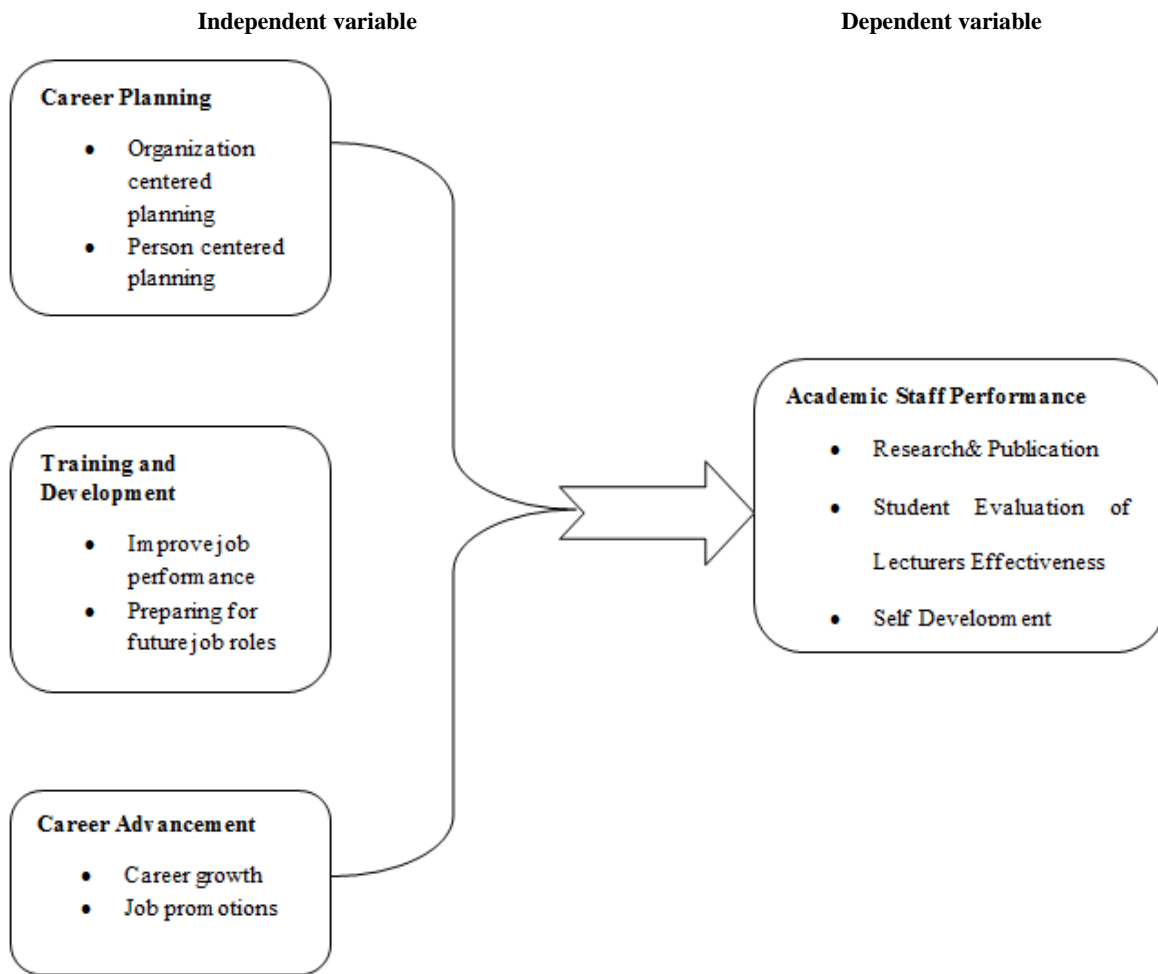 Independent variable
Dependent variable
Career Planning
● Organization
centered
planning
● Person centered
planning
Training and
Development
● Improve job
performance
● Preparing for
future job roles
Career Advancement
● Career growth
● Job promotions
Academic Staff Performance
● Research& Publication
● Student Evaluation of
Lecturers Effectiveness
● Self Development